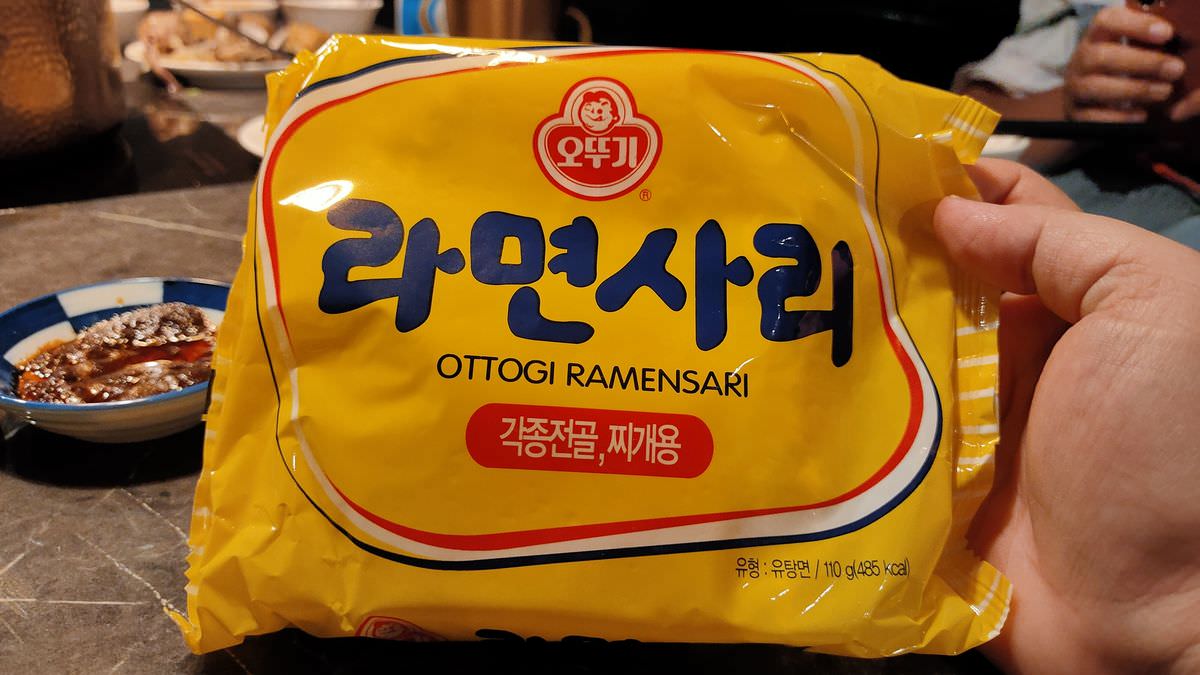 오뚜기
®
라면사리
OTTOGI RAMENSARI
각종전골,찌개용
유형 : 유탕면 / 110 g(485 kcal)